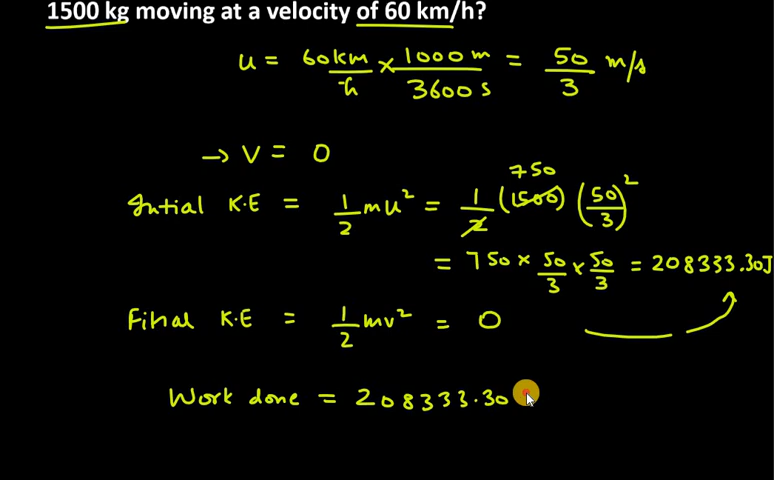 1500 kg moving at a velocity of 60 km/h?
u = 60km/h × 1000m/3600s = 50/3 m/s
→ V = 0
750
Intial K.E = 1/2 mu² = 1/2 (1500) (50/3)²
= 750 × 50/3 × 50/3 = 208333.30J
Final K.E = 1/2 mv² = 0
Work done = 208333.30